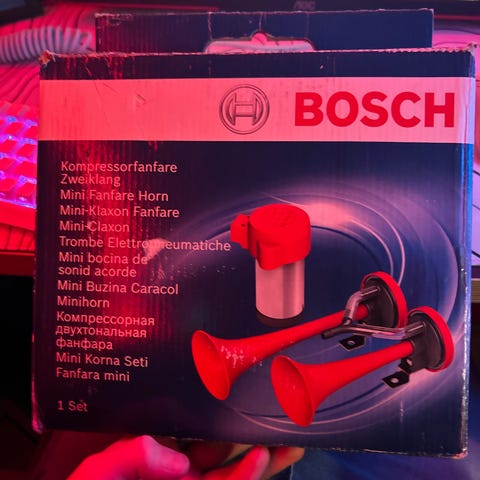 BOSCH
Kompressorfanfare
Zweiklang
Mini Fanfare Horn
Mini-Klaxon Fanfare
Mini-Claxon
Trombe Elettropneumatiche
Mini bocina de
sonid acorde
Mini Buzina Caracol
Minihorn
Компрессорная
двухтональная
фанфара
Mini Korna Seti
Fanfara mini
1 Set